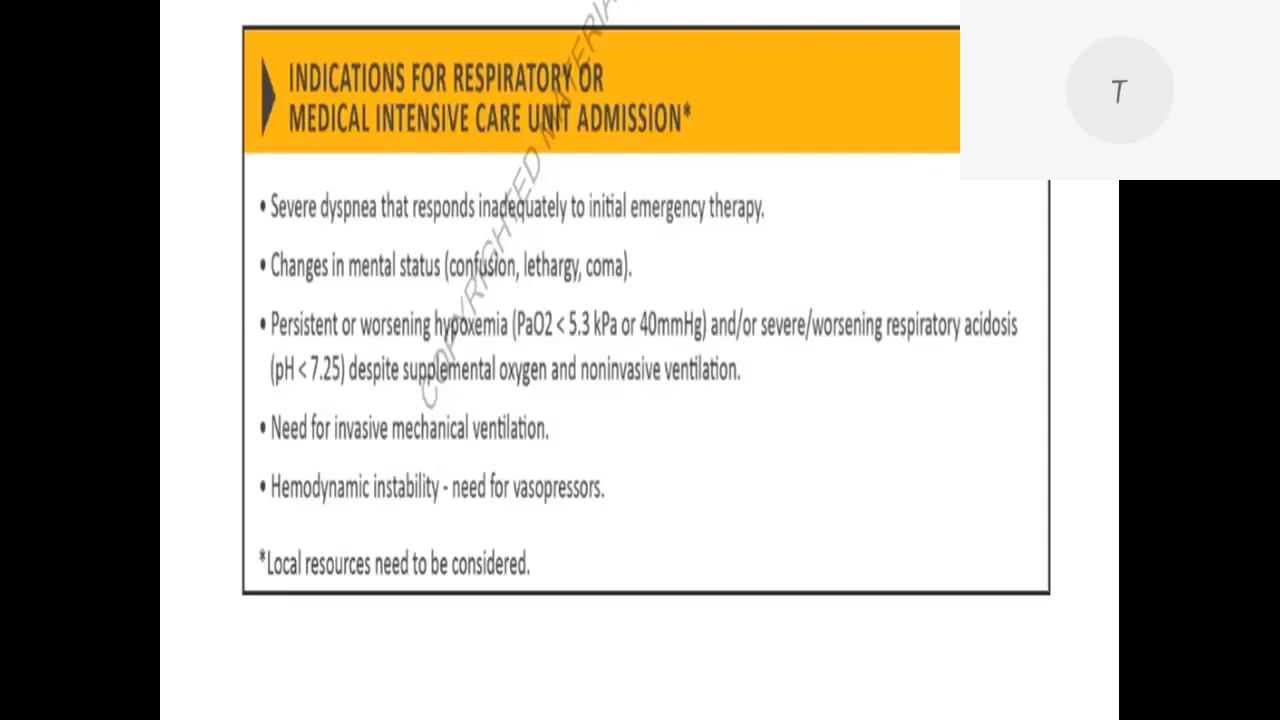 INDICATIONS FOR RESPIRATORY OR
MEDICAL INTENSIVE CARE UNIT ADMISSION*
T
• Severe dyspnea that responds inadequately to initial emergency therapy.
• Changes in mental status (confusion, lethargy, coma).
• Persistent or worsening hypoxemia (PaO2 < 5.3 kPa or 40mmHg) and/or severe/worsening respiratory acidosis
(pH < 7.25) despite supplemental oxygen and noninvasive ventilation.
• Need for invasive mechanical ventilation.
• Hemodynamic instability - need for vasopressors.
*Local resources need to be considered.
COPYRIGHTED MATERIA